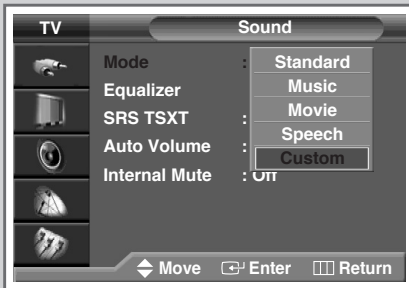 TV
Sound
Mode :
Standard
Music
Movie
Speech
Custom
Equalizer
SRS TSXT :
Auto Volume :
Internal Mute : Off
Move Enter Return